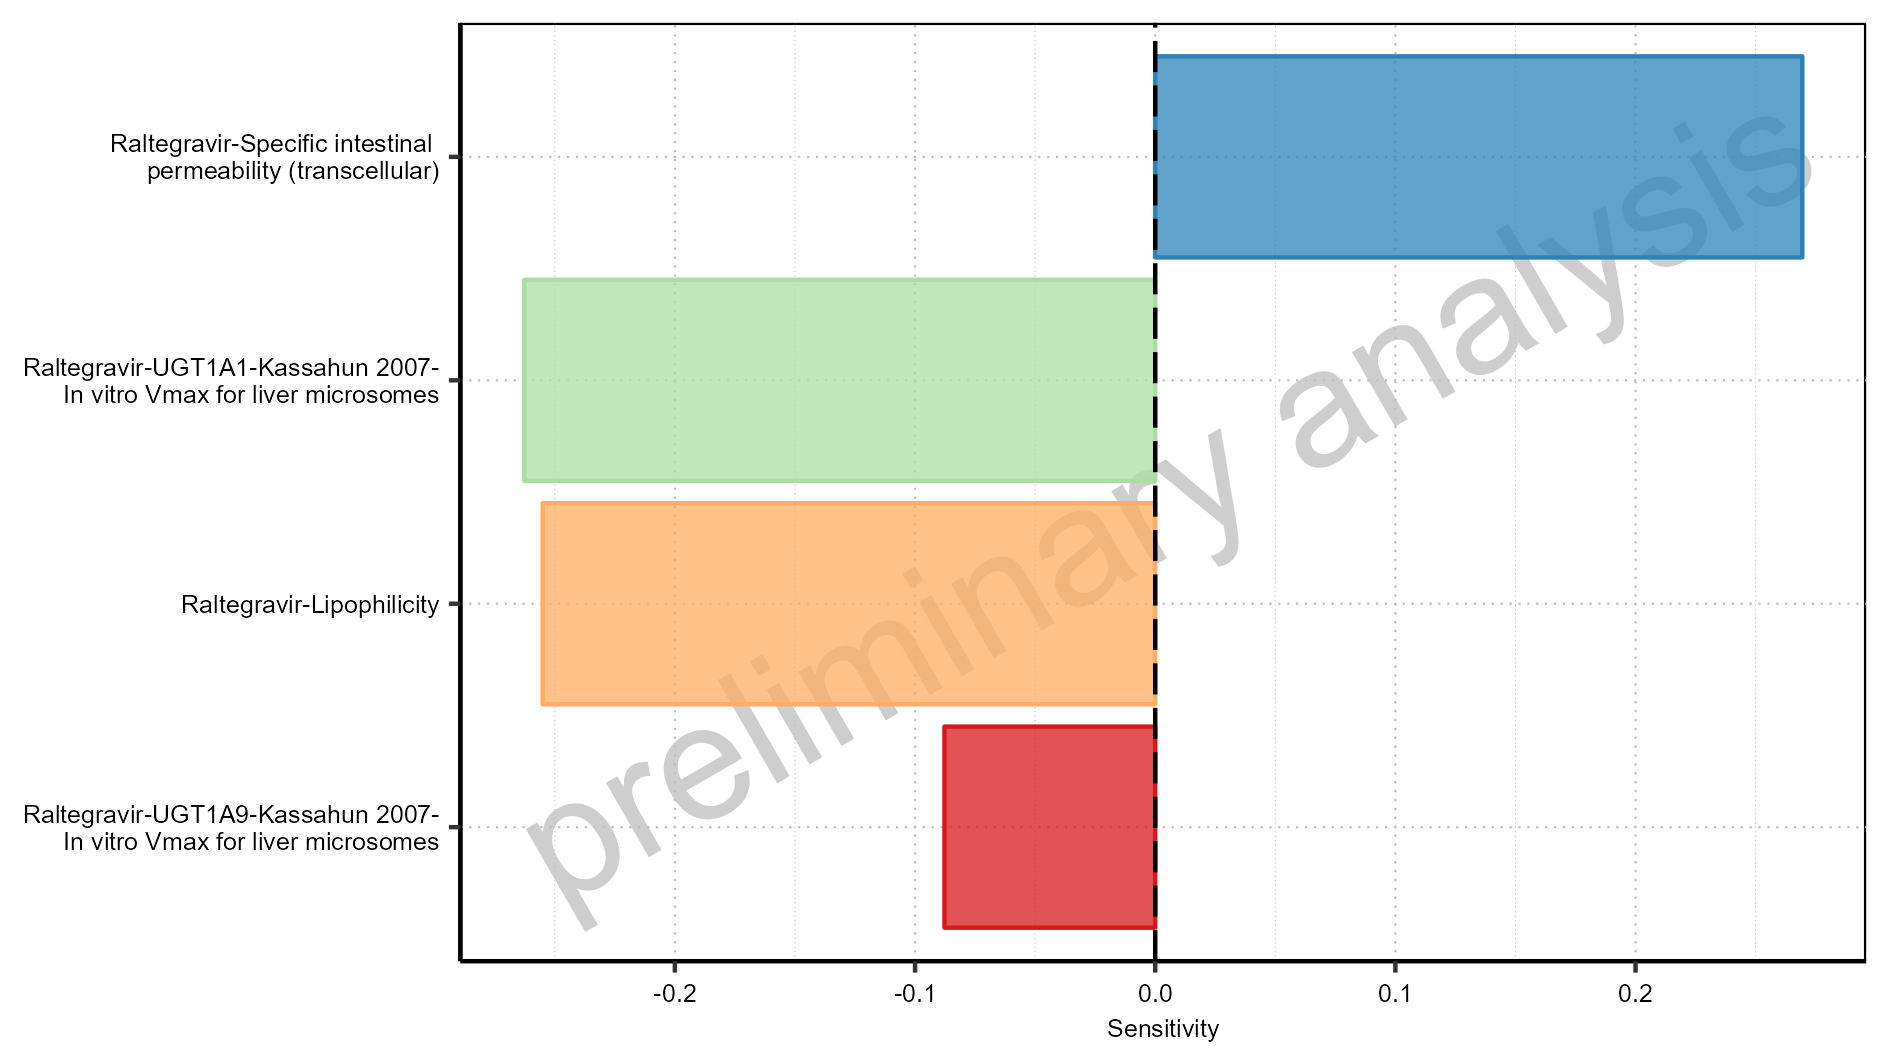 Raltegravir-Specific intestinal
permeability (transcellular)
Raltegravir-UGT1A1-Kassahun 2007-
In vitro Vmax for liver microsomes
Raltegravir-Lipophilicity
Raltegravir-UGT1A9-Kassahun 2007-
In vitro Vmax for liver microsomes
preliminary analysis
-0.2 -0.1 0.0 0.1 0.2
Sensitivity